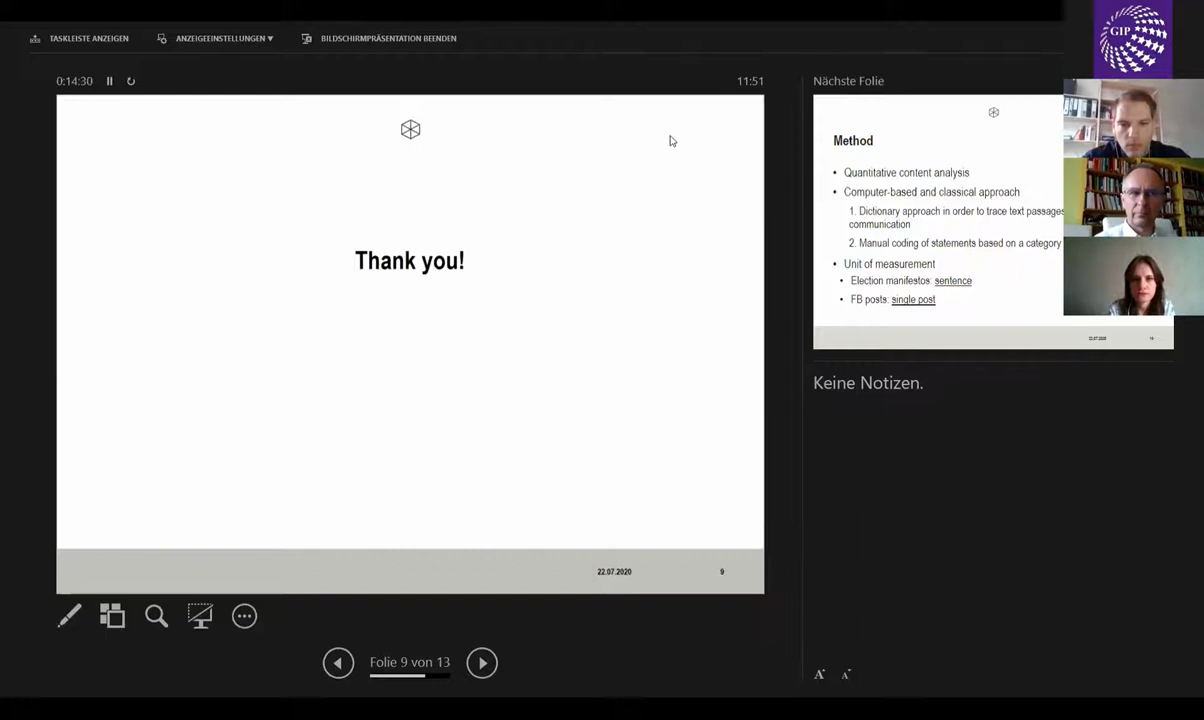 TASKLEISTE ANZEIGEN
ANZEIGEEINSTELLUNGEN
BILDSCHIRMPRÄSENTATION BEENDEN
GIP
0:14:30
11:51
Thank you!
22.07.2020
9
Nächste Folie
Method
• Quantitative content analysis
• Computer-based and classical approach
1. Dictionary approach in order to trace text passages
communication
2. Manual coding of statements based on a category
• Unit of measurement
• Election manifestos: sentence
• FB posts: single post
22.07.2020
Keine Notizen.
Folie 9 von 13
A A